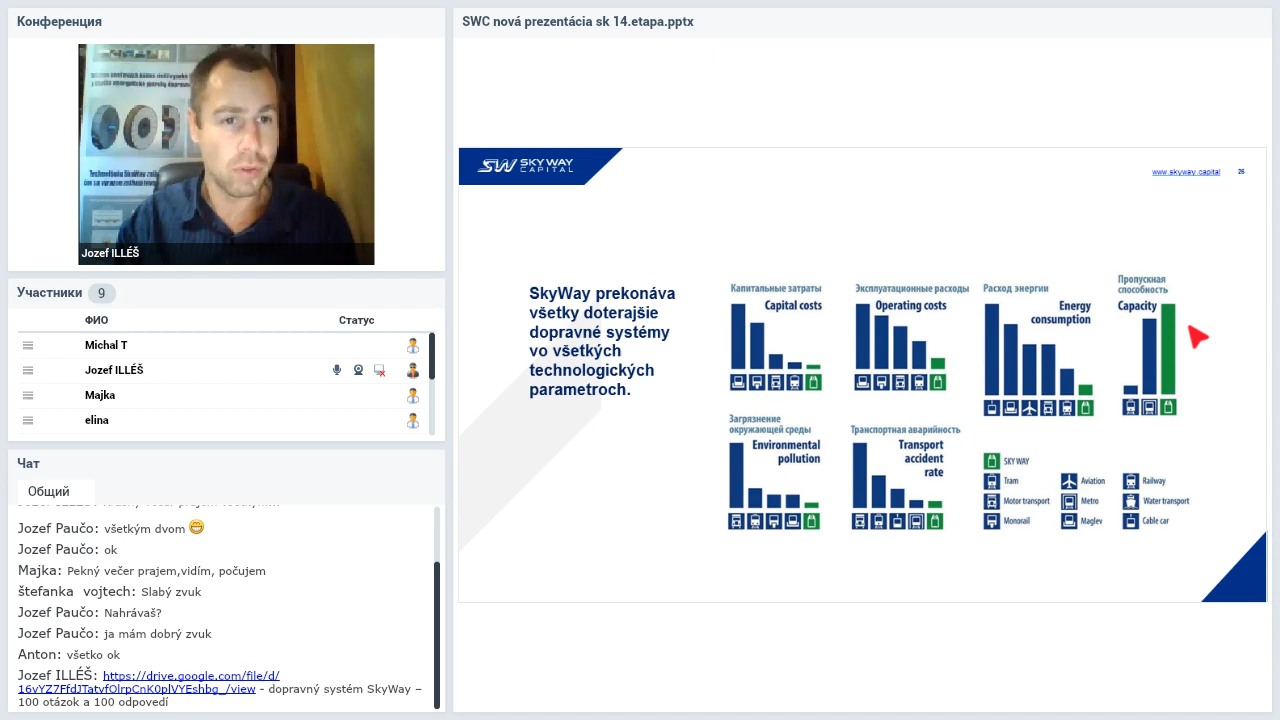 Конференция
Jozef ILLÉŠ
Участники 9
ФИО Статус
Michal T
Jozef ILLÉŠ
Majka
elina
Чат
Общий
Jozef Paučo: všetkým dvom
Jozef Paučo: ok
Majka: Pekný večer prajem,vidím, počujem
štefanka vojtech: Slabý zvuk
Jozef Paučo: Nahrávaš?
Jozef Paučo: ja mám dobrý zvuk
Anton: všetko ok
Jozef ILLÉŠ: https://drive.google.com/file/d/
16vYZ7FfdJTatvfOlrpCnK0plVYEshbg_/view - dopravný systém SkyWay –
100 otázok a 100 odpovedí
SWC nová prezentácia sk 14.etapa.pptx
SW SKY WAY
CAPITAL
www.skyway.capital 26
SkyWay prekonáva
všetky doterajšie
dopravné systémy
vo všetkých
technologických
parametroch.
Капитальные затраты
Capital costs
Эксплуатационные расходы
Operating costs
Расход энергии
Energy
consumption
Пропускная
способность
Capacity
Загрязнение
окружающей среды
Environmental
pollution
Транспортная аварийность
Transport
accident
rate
SKY WAY
Tram Aviation Railway
Motor transport Metro Water transport
Monorail Maglev Cable car